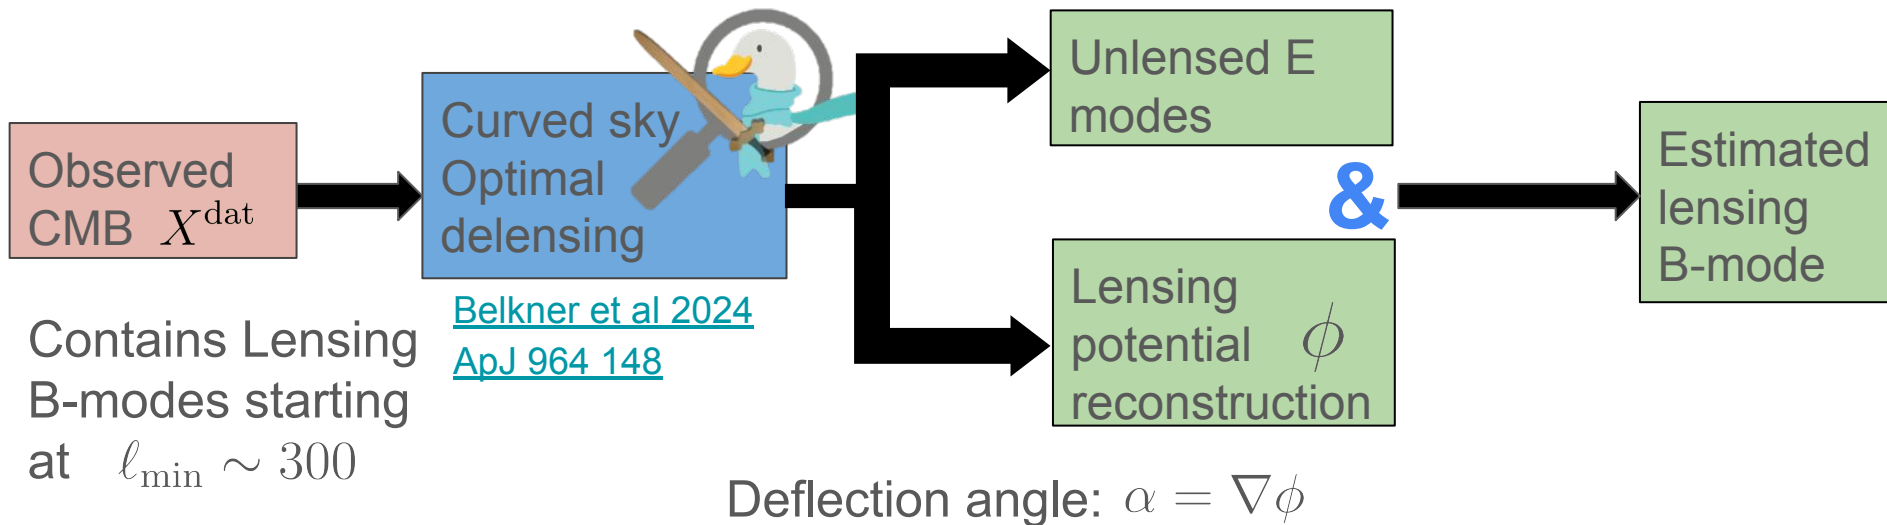 Observed
CMB X^dat
Contains Lensing
B-modes starting
at ℓ_min ∼ 300
Curved sky
Optimal
delensing
Belkner et al 2024
ApJ 964 148
Unlensed E
modes
&
Lensing
potential ϕ
reconstruction
Deflection angle: α = ∇ϕ
Estimated
lensing
B-mode